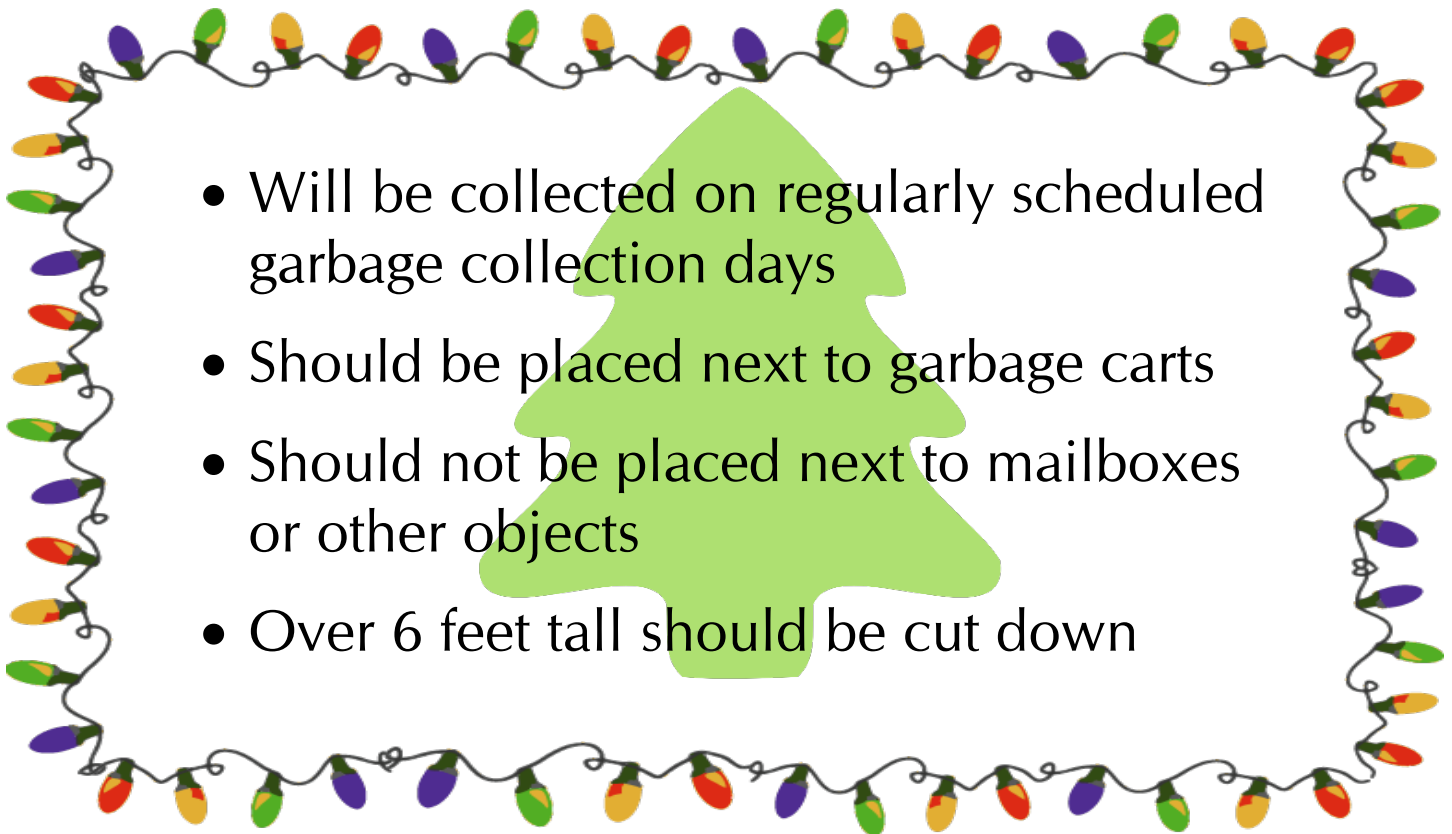 • Will be collected on regularly scheduled
garbage collection days
• Should be placed next to garbage carts
• Should not be placed next to mailboxes
or other objects
• Over 6 feet tall should be cut down